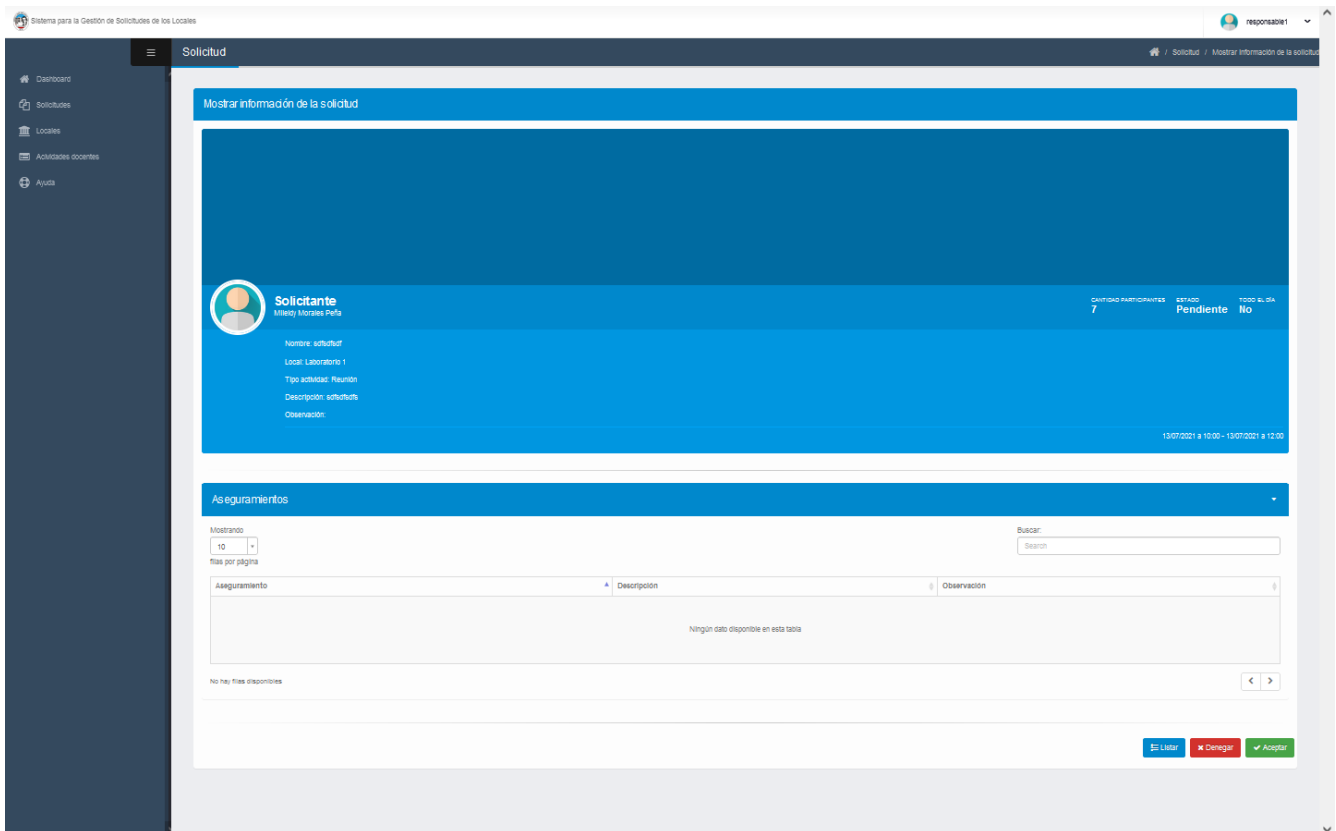 Sistema para la Gestión de Solicitudes de los Locales
responsable1
Solicitud
/ Solicitud / Mostrar información de la solicitud
Dashboard
Solicitudes
Locales
Actividades docentes
Ayuda
Mostrar información de la solicitud
Solicitante
Mileidy Morales Peña
CANTIDAD PARTICIPANTES
7
ESTADO
Pendiente
TODO EL DÍA
No
Nombre: sdfsdfsdf
Local: Laboratorio 1
Tipo actividad: Reunión
Descripción: sdfsdfsdfs
Observación:
13/07/2021 a 10:00 - 13/07/2021 a 12:00
Aseguramientos
Mostrando
10
filas por página
Buscar:
Search
Aseguramiento Descripción Observación
Ningún dato disponible en esta tabla
No hay filas disponibles
Listar Denegar Aceptar